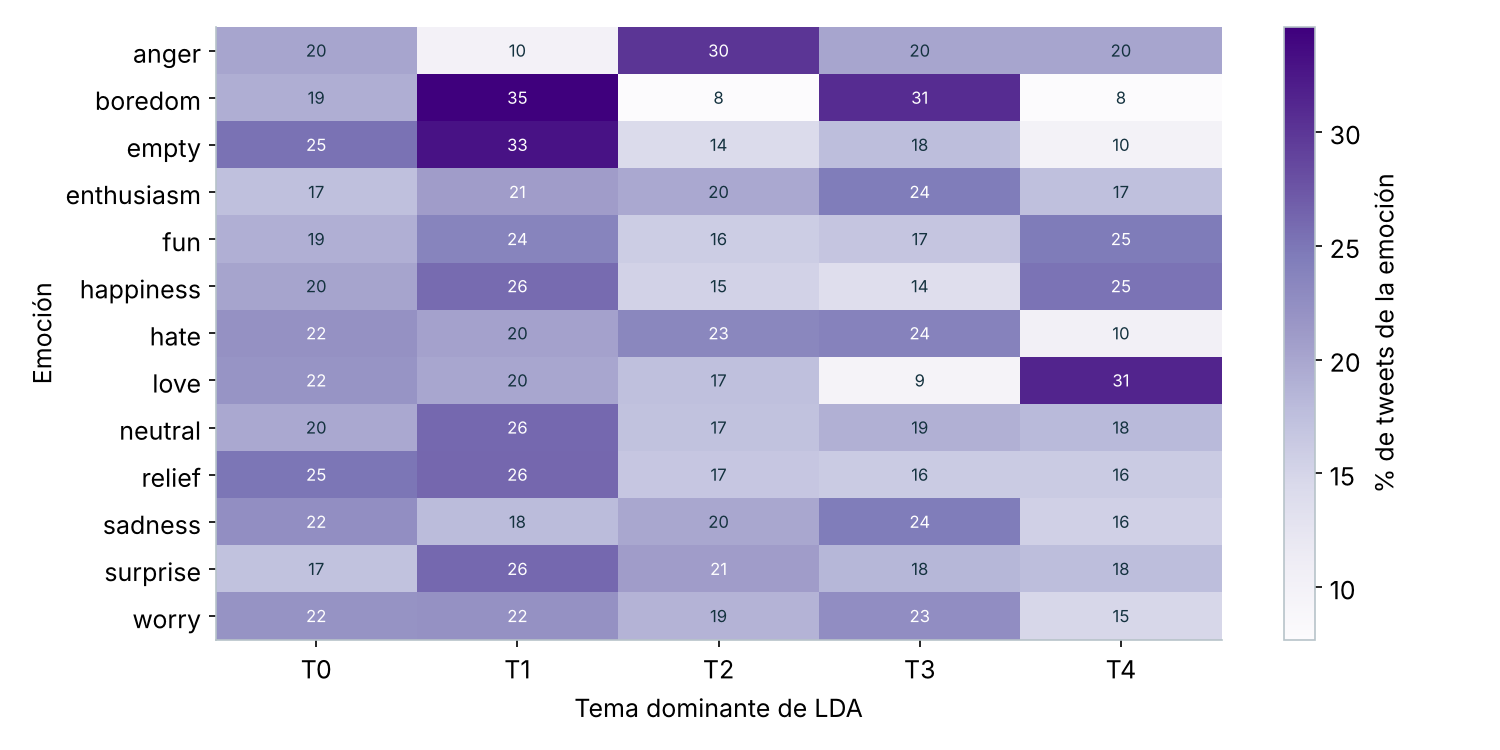 anger 20 10 30 20 20
boredom 19 35 8 31 8
empty 25 33 14 18 10
enthusiasm 17 21 20 24 17
fun 19 24 16 17 25
happiness 20 26 15 14 25
hate 22 20 23 24 10
love 22 20 17 9 31
neutral 20 26 17 19 18
relief 25 26 17 16 16
sadness 22 18 20 24 16
surprise 17 26 21 18 18
worry 22 22 19 23 15
T0 T1 T2 T3 T4
Tema dominante de LDA
Emoción
30
25
20
15
10
% de tweets de la emoción